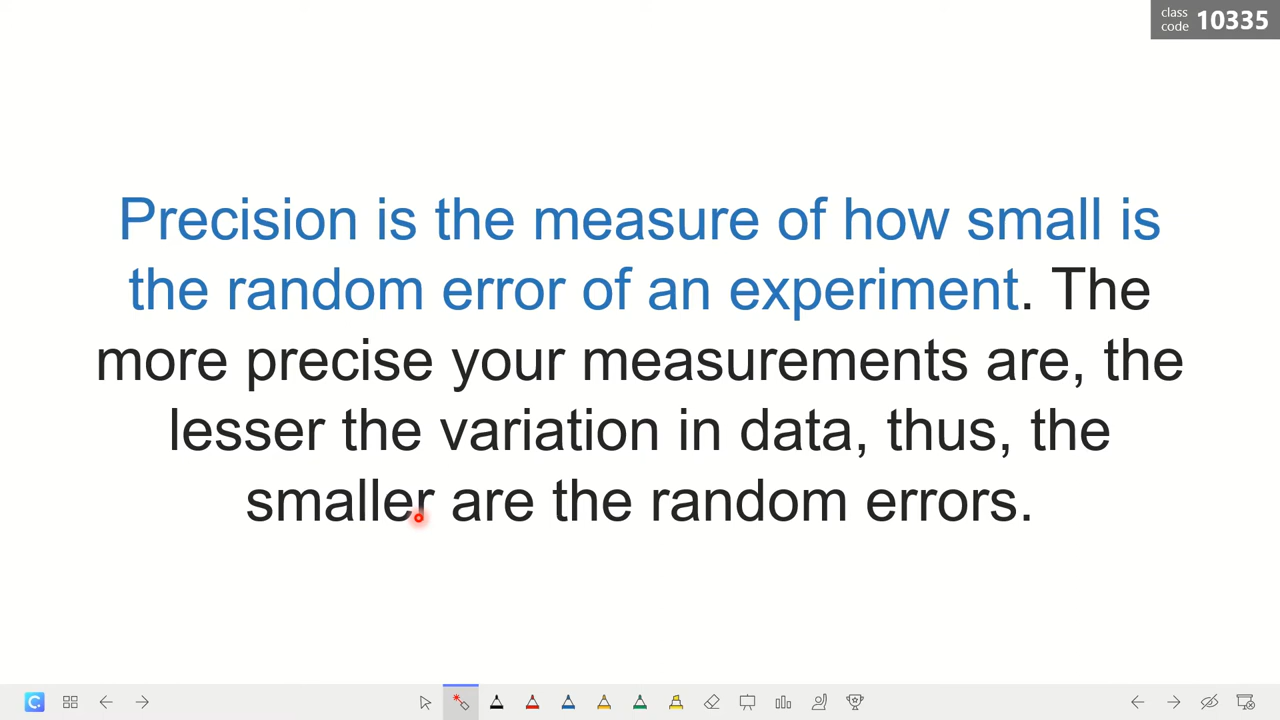 class
code 10335
Precision is the measure of how small is
the random error of an experiment. The
more precise your measurements are, the
lesser the variation in data, thus, the
smaller are the random errors.